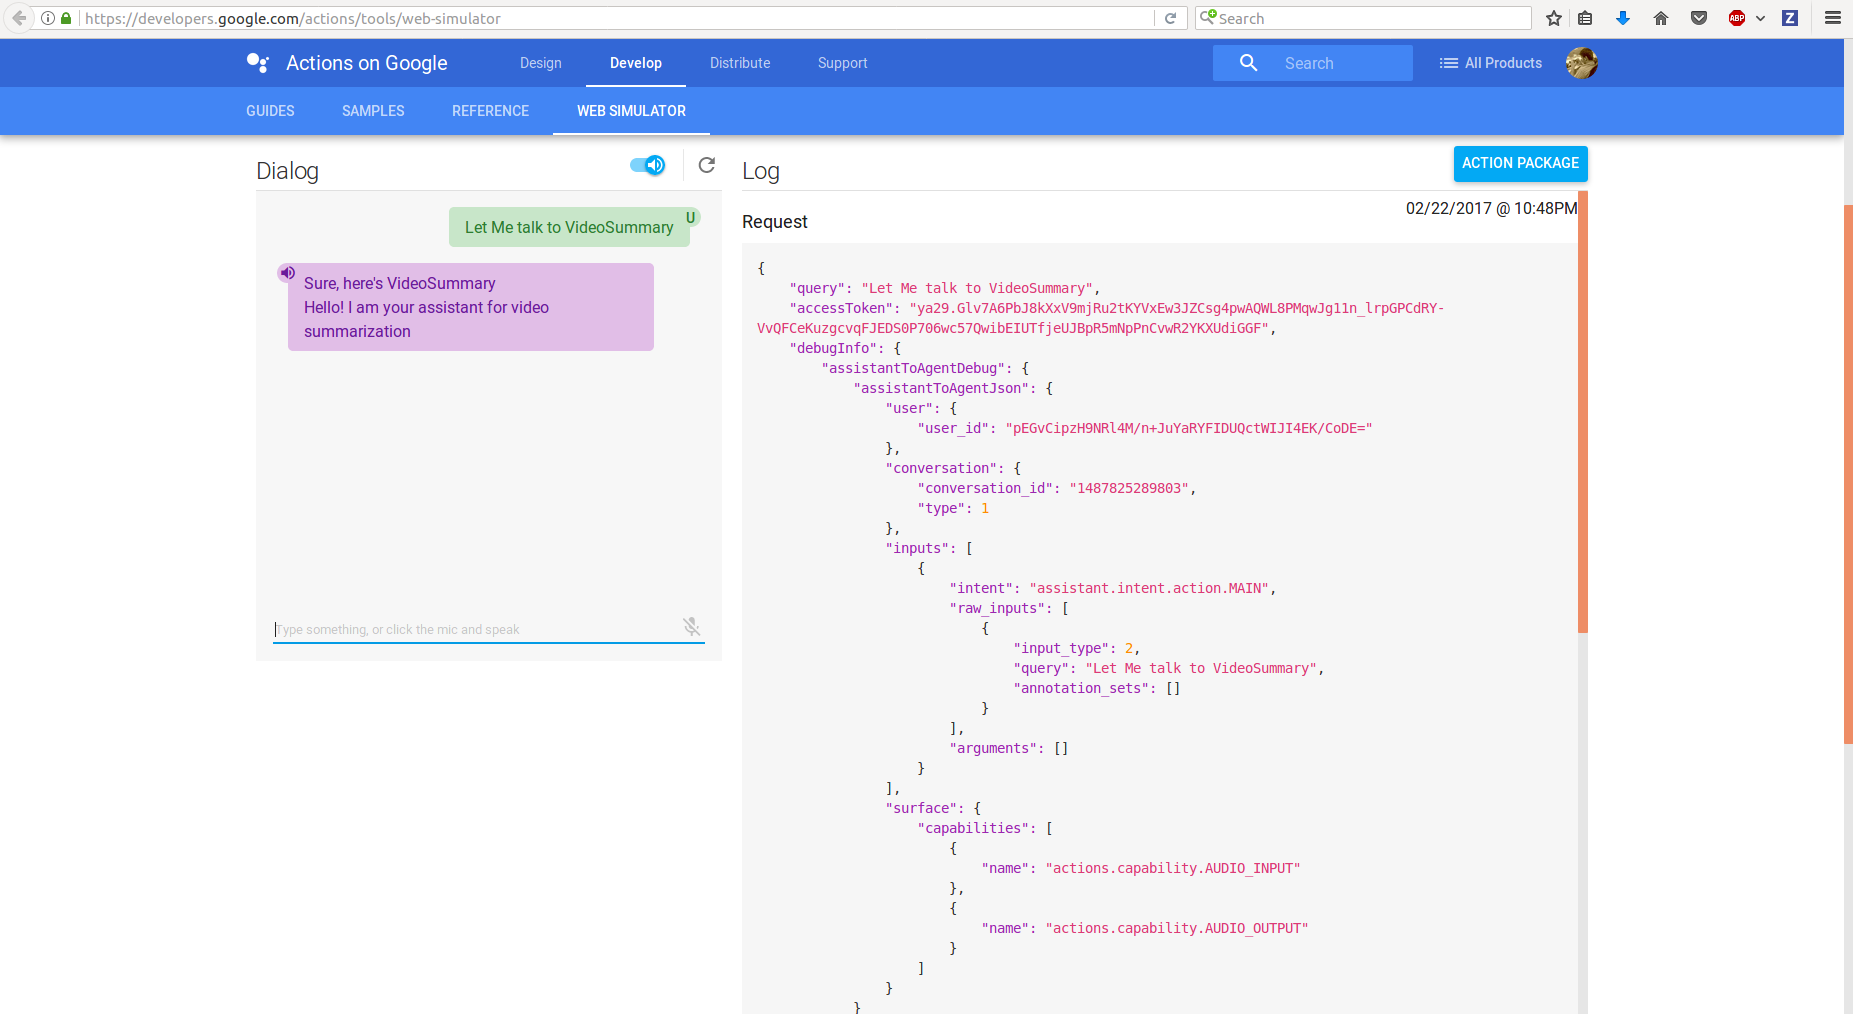 https://developers.google.com/actions/tools/web-simulator
Search
ABP
Z
Actions on Google
Design
Develop
Distribute
Support
Search
All Products
GUIDES
SAMPLES
REFERENCE
WEB SIMULATOR
Dialog
Let Me talk to VideoSummary
U
Sure, here's VideoSummary
Hello! I am your assistant for video
summarization
Type something, or click the mic and speak
Log
ACTION PACKAGE
02/22/2017 @ 10:48PM
Request
{
"query": "Let Me talk to VideoSummary",
"accessToken": "ya29.Glv7A6PbJ8kXxV9mjRu2tKYVxEw3JZCsg4pwAQWL8PMqwJg11n_lrpGPCdRY-
VvQFCeKuzgcvqFJEDS0P706wc57QwibEIUTfjeUJBpR5mNpPnCvwR2YKXUdiGGF",
"debugInfo": {
"assistantToAgentDebug": {
"assistantToAgentJson": {
"user": {
"user_id": "pEGvCipzH9NRl4M/n+JuYaRYFIDUQctWIJI4EK/CoDE="
},
"conversation": {
"conversation_id": "1487825289803",
"type": 1
},
"inputs": [
{
"intent": "assistant.intent.action.MAIN",
"raw_inputs": [
{
"input_type": 2,
"query": "Let Me talk to VideoSummary",
"annotation_sets": []
}
],
"arguments": []
}
],
"surface": {
"capabilities": [
{
"name": "actions.capability.AUDIO_INPUT"
},
{
"name": "actions.capability.AUDIO_OUTPUT"
}
]
}
}